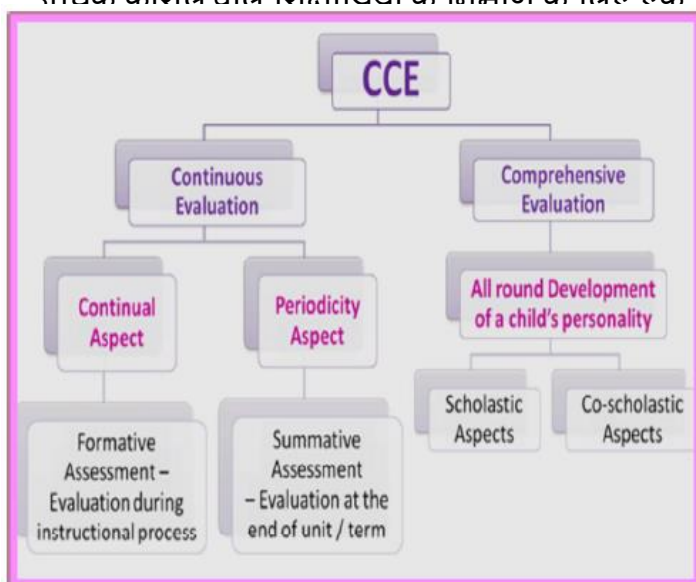 CCE
Continuous
Evaluation
Comprehensive
Evaluation
Continual
Aspect
Periodicity
Aspect
All round Development
of a child's personality
Scholastic
Aspects
Co-scholastic
Aspects
Formative
Assessment –
Evaluation during
instructional process
Summative
Assessment
– Evaluation at the
end of unit / term